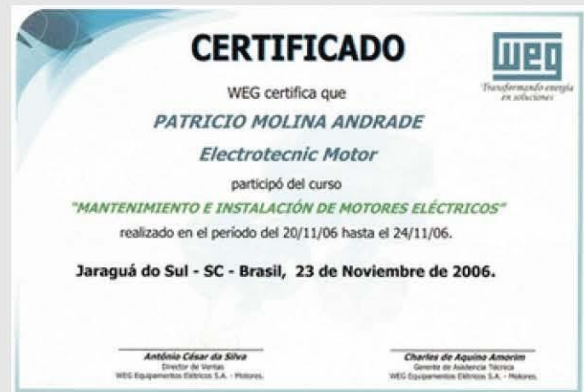 CERTIFICADO
weg
Transformando energía
en soluciones
WEG certifica que
PATRICIO MOLINA ANDRADE
Electrotecnic Motor
participó del curso
"MANTENIMIENTO E INSTALACIÓN DE MOTORES ELÉCTRICOS"
realizado en el período del 20/11/06 hasta el 24/11/06.
Jaraguá do Sul - SC - Brasil, 23 de Noviembre de 2006.
Antônio César da Silva
Director de Ventas
WEG Equipamentos Elétricos S.A. - Motores.
Charles de Aquino Amorim
Gerente de Asistencia Técnica
WEG Equipamentos Elétricos S.A. - Motores.